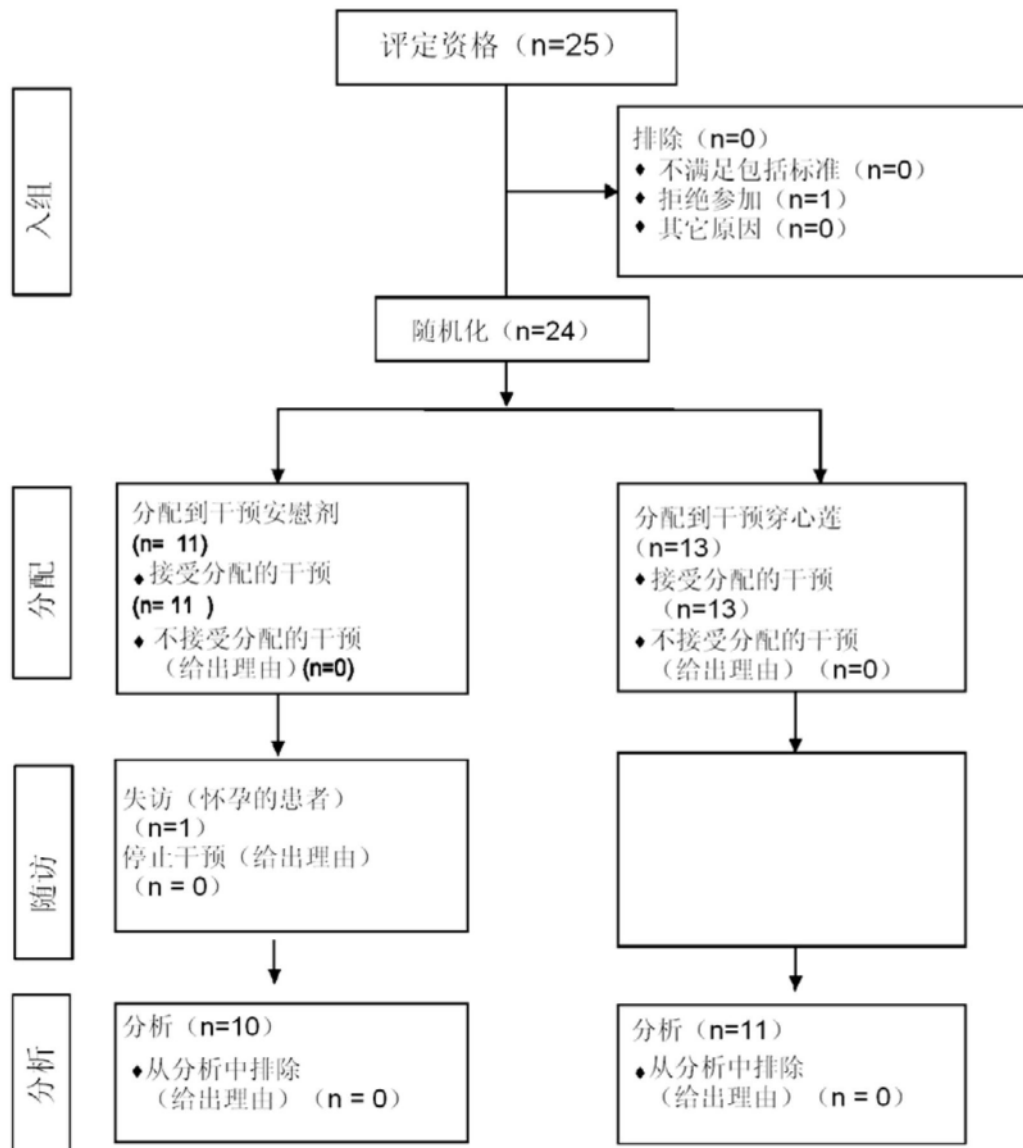 评定资格（n=25）
入组
排除（n=0）
♦ 不满足包括标准（n=0）
♦ 拒绝参加（n=1）
♦ 其它原因（n=0）
随机化（n=24）
分配
分配到干预安慰剂
(n= 11)
♦接受分配的干预
(n= 11 )
♦ 不接受分配的干预
（给出理由）(n=0)
分配到干预穿心莲
（n=13）
♦ 接受分配的干预
（n=13）
♦ 不接受分配的干预
（给出理由）（n=0）
随访
失访（怀孕的患者）
（n=1）
停止干预（给出理由）
（n = 0）
分析
分析（n=10）
♦从分析中排除
（给出理由）（n = 0）
分析（n=11）
♦从分析中排除
（给出理由）（n = 0）